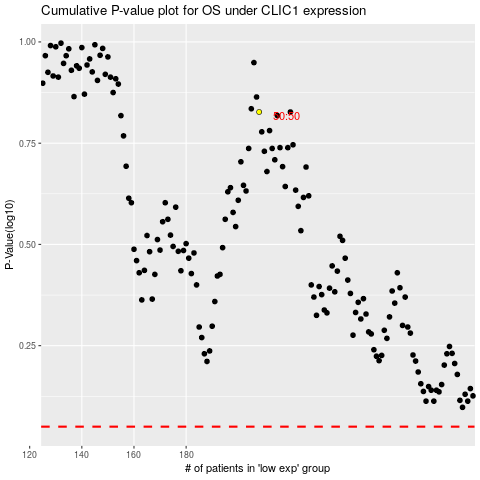 Cumulative P-value plot for OS under CLIC1 expression
P-Value(log10)
1.00
0.75
0.50
0.25
50:50
120 140 160 180
# of patients in 'low exp' group